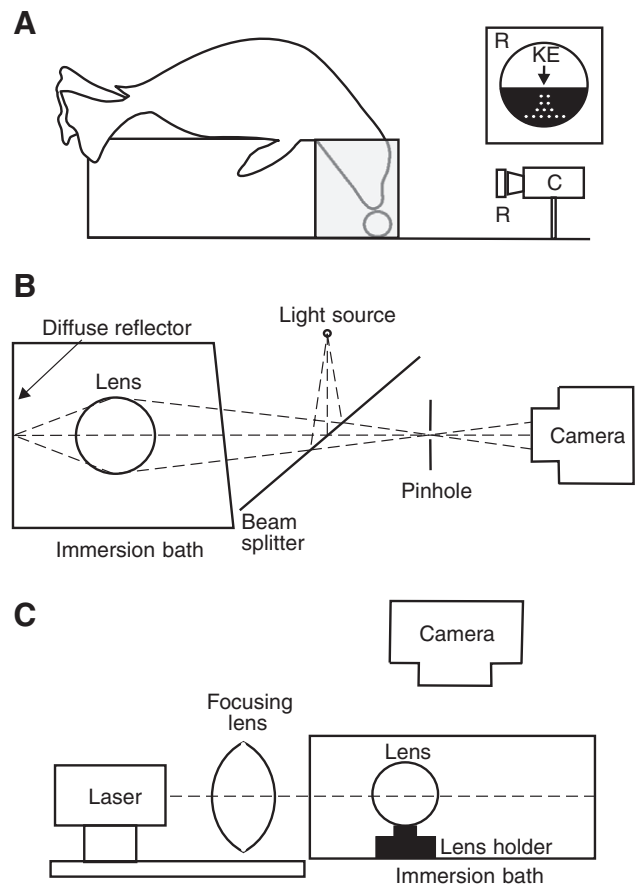 A
R
KE
C
R
B
Light source
Diffuse reflector
Lens
Camera
Pinhole
Beam
splitter
Immersion bath
C
Camera
Focusing
lens
Lens
Laser
Lens holder
Immersion bath